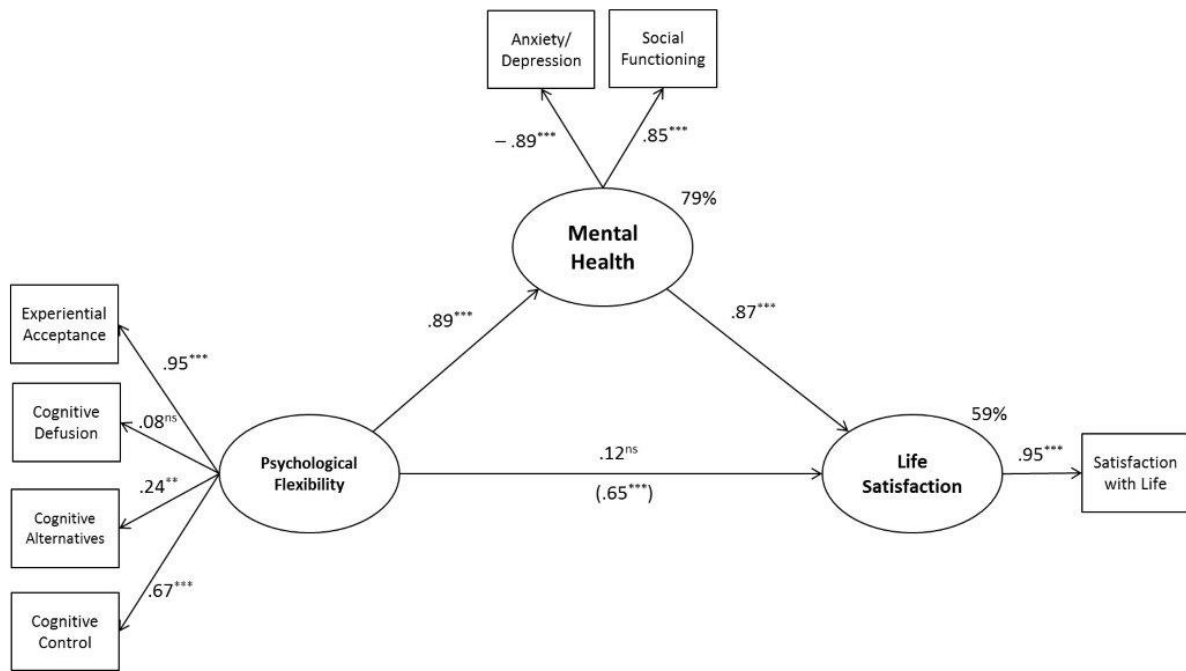 Anxiety/
Depression
Social
Functioning
– .89***
.85***
79%
Mental
Health
Experiential
Acceptance
.95***
.89***
.87***
Cognitive
Defusion
.08ns
59%
Psychological
Flexibility
.12ns
(.65***)
Life
Satisfaction
.95***
Satisfaction
with Life
.24**
Cognitive
Alternatives
.67***
Cognitive
Control